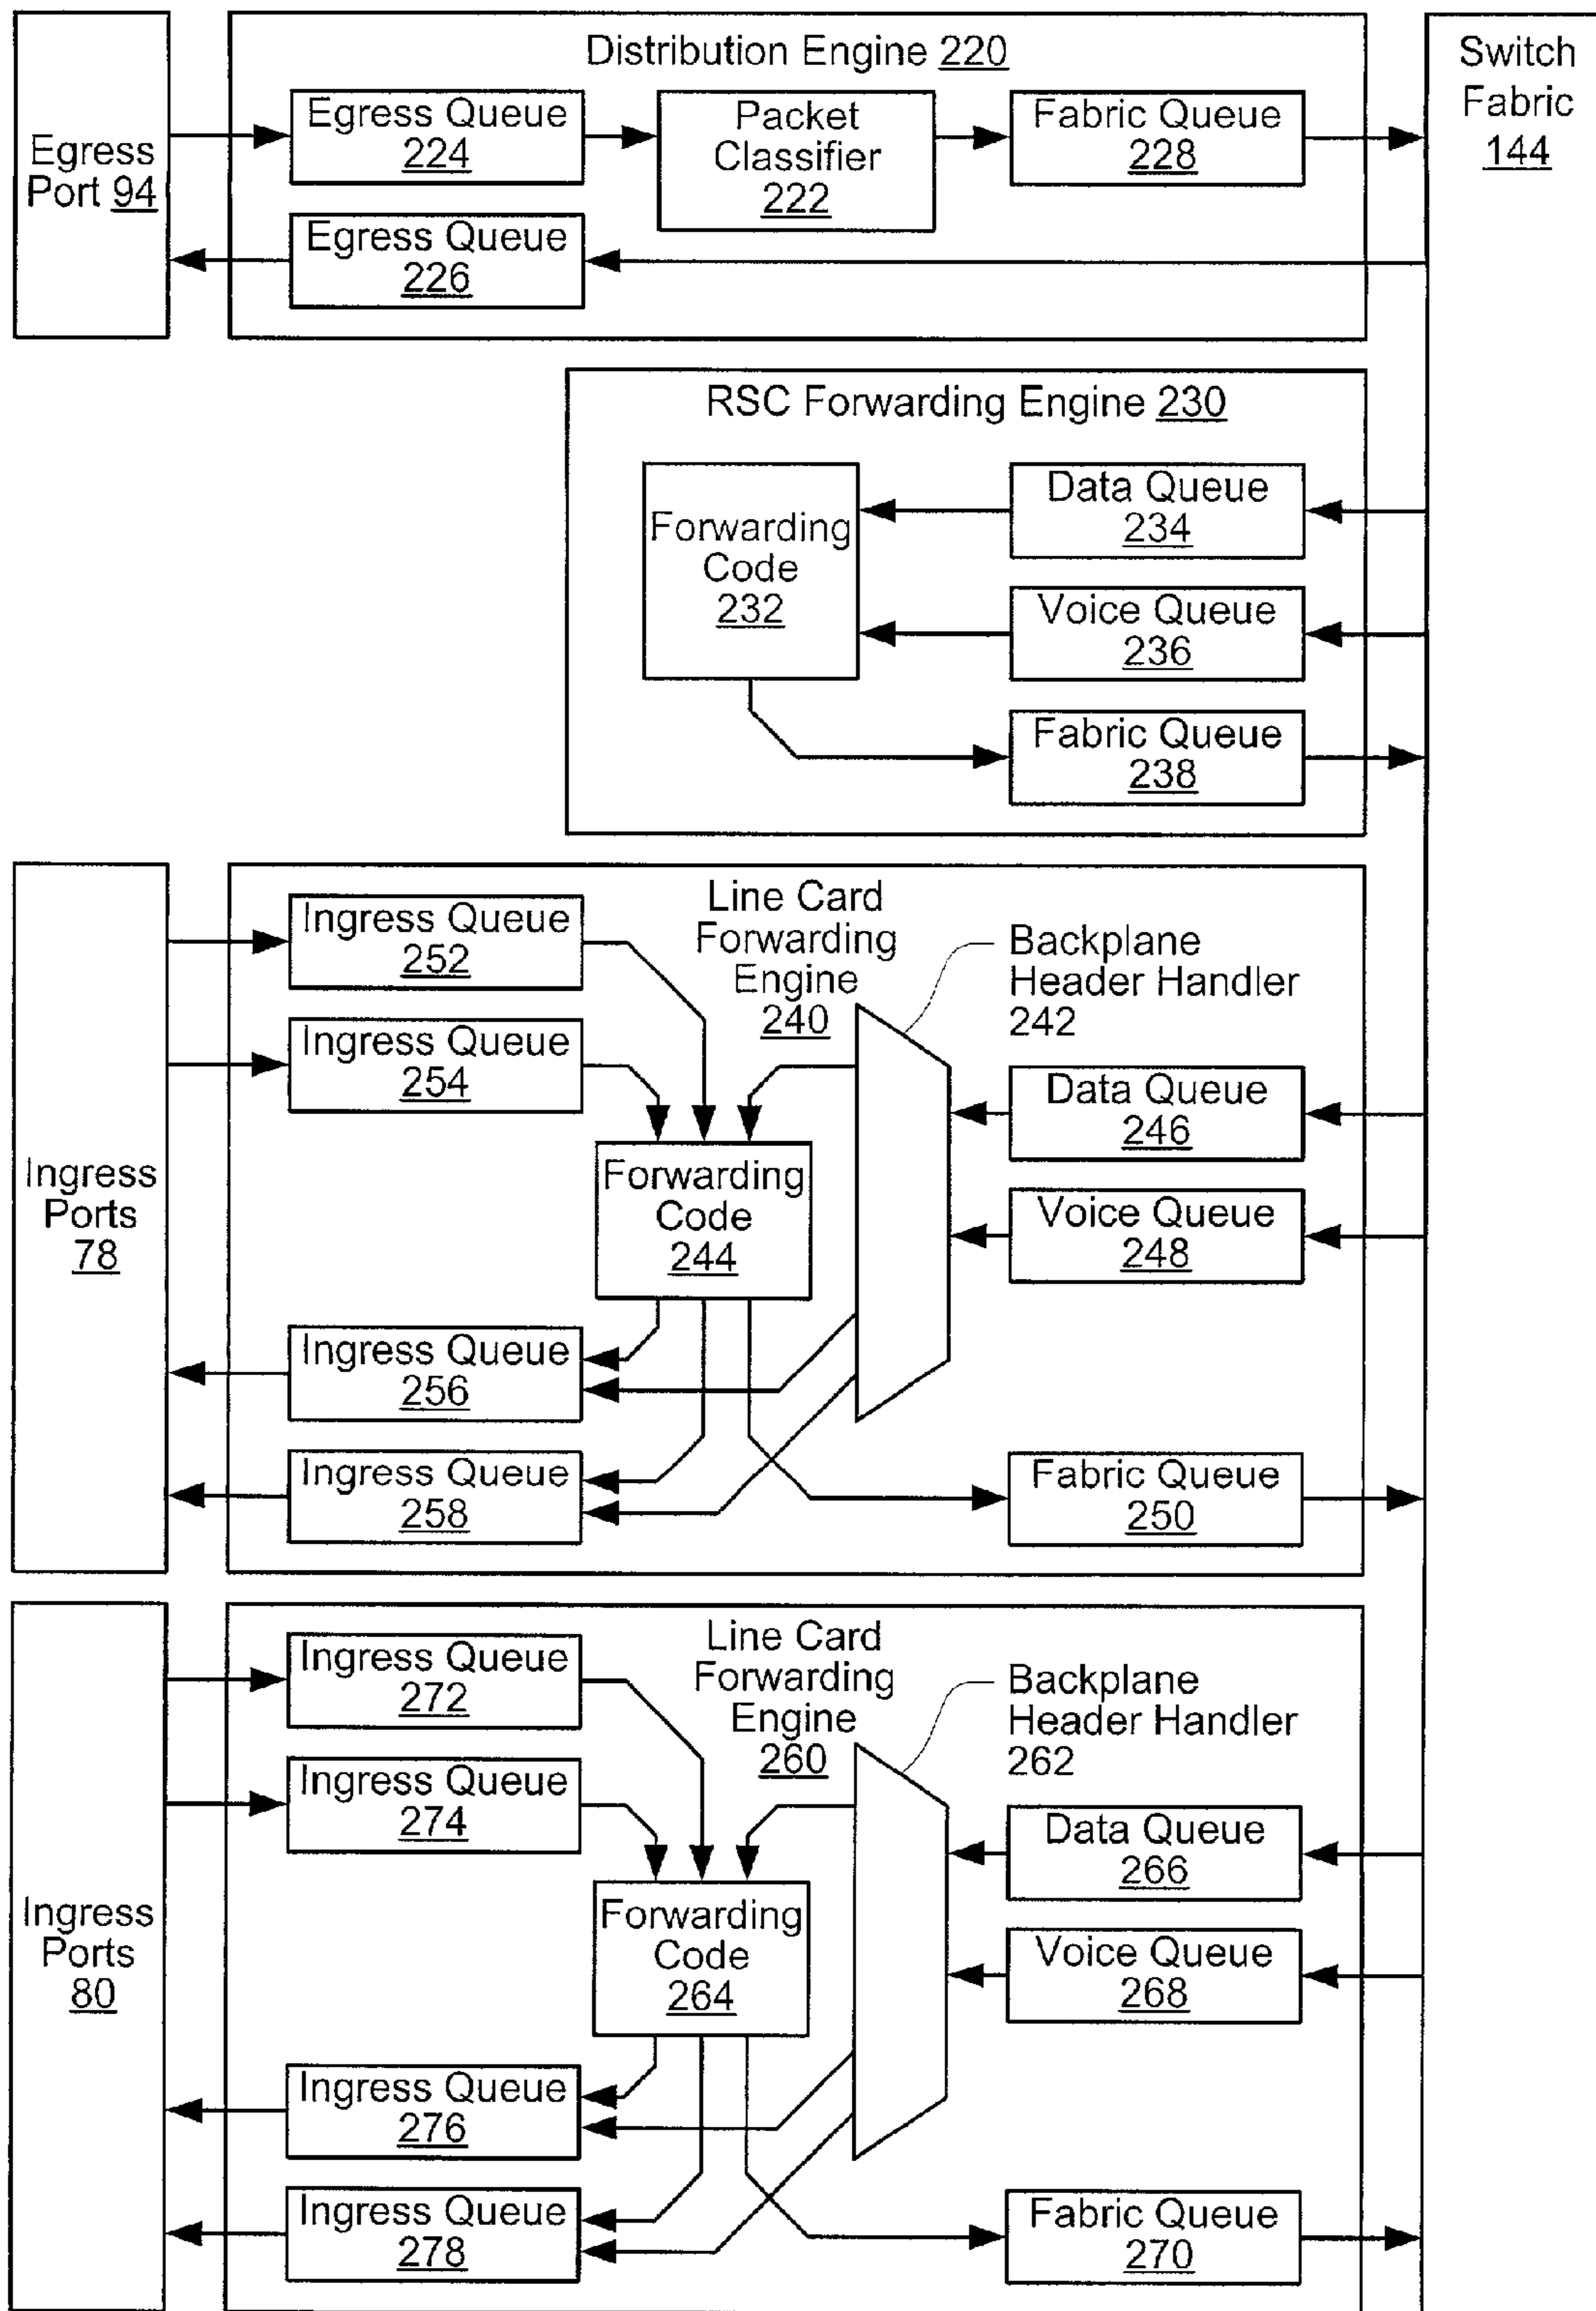 Distribution Engine 220
Switch
Fabric
144
Egress
Port 94
Egress Queue
224
Packet
Classifier
222
Fabric Queue
228
Egress Queue
226
RSC Forwarding Engine 230
Forwarding
Code
232
Data Queue
234
Voice Queue
236
Fabric Queue
238
Ingress
Ports
78
Line Card
Forwarding
Engine
240
Backplane
Header Handler
242
Ingress Queue
252
Ingress Queue
254
Forwarding
Code
244
Data Queue
246
Voice Queue
248
Ingress Queue
256
Ingress Queue
258
Fabric Queue
250
Ingress
Ports
80
Line Card
Forwarding
Engine
260
Backplane
Header Handler
262
Ingress Queue
272
Ingress Queue
274
Forwarding
Code
264
Data Queue
266
Voice Queue
268
Ingress Queue
276
Ingress Queue
278
Fabric Queue
270